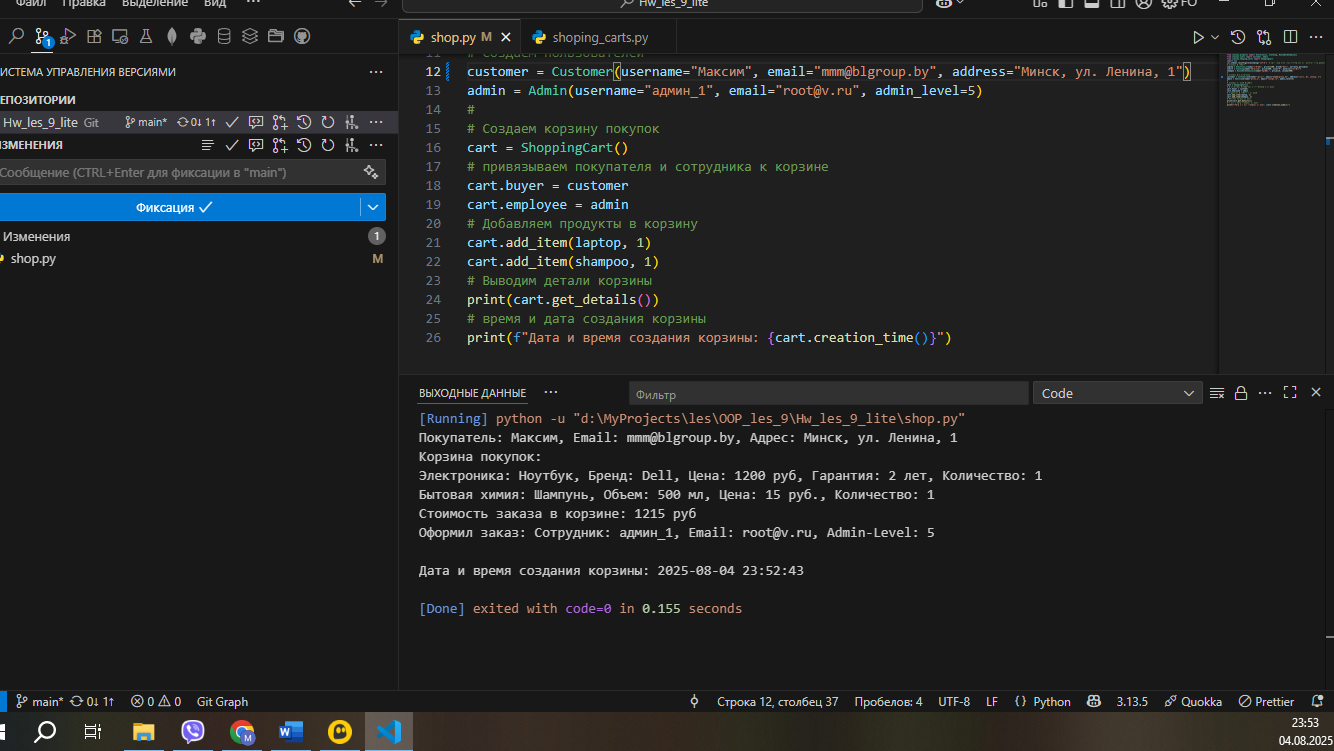 Файл Правка Выделение Вид ··· Hw_les_9_lite FO
1
shop.py M shoping_carts.py
ИСТЕМА УПРАВЛЕНИЯ ВЕРСИЯМИ ···
ЕПОЗИТОРИИ
Hw_les_9_lite Git main* 0↓ 1↑ ···
ИЗМЕНЕНИЯ ···
Сообщение (CTRL+Enter для фиксации в "main")
Фиксация ✓
Изменения 1
shop.py M
11 # Создаем пользователей
12 customer = Customer(username="Максим", email="mmm@blgroup.by", address="Минск, ул. Ленина, 1")
13 admin = Admin(username="админ_1", email="root@v.ru", admin_level=5)
14 #
15 # Создаем корзину покупок
16 cart = ShoppingCart()
17 # привязываем покупателя и сотрудника к корзине
18 cart.buyer = customer
19 cart.employee = admin
20 # Добавляем продукты в корзину
21 cart.add_item(laptop, 1)
22 cart.add_item(shampoo, 1)
23 # Выводим детали корзины
24 print(cart.get_details())
25 # время и дата создания корзины
26 print(f"Дата и время создания корзины: {cart.creation_time()}")
ВЫХОДНЫЕ ДАННЫЕ ··· Фильтр Code ···
[Running] python -u "d:\MyProjects\les\OOP_les_9\Hw_les_9_lite\shop.py"
Покупатель: Максим, Email: mmm@blgroup.by, Адрес: Минск, ул. Ленина, 1
Корзина покупок:
Электроника: Ноутбук, Бренд: Dell, Цена: 1200 руб, Гарантия: 2 лет, Количество: 1
Бытовая химия: Шампунь, Объем: 500 мл, Цена: 15 руб., Количество: 1
Стоимость заказа в корзине: 1215 руб
Оформил заказ: Сотрудник: админ_1, Email: root@v.ru, Admin-Level: 5
Дата и время создания корзины: 2025-08-04 23:52:43
[Done] exited with code=0 in 0.155 seconds
main* 0↓ 1↑ 0 0 Git Graph Строка 12, столбец 37 Пробелов: 4 UTF-8 LF {} Python 3.13.5 Quokka Prettier
M W
23:53
04.08.2025